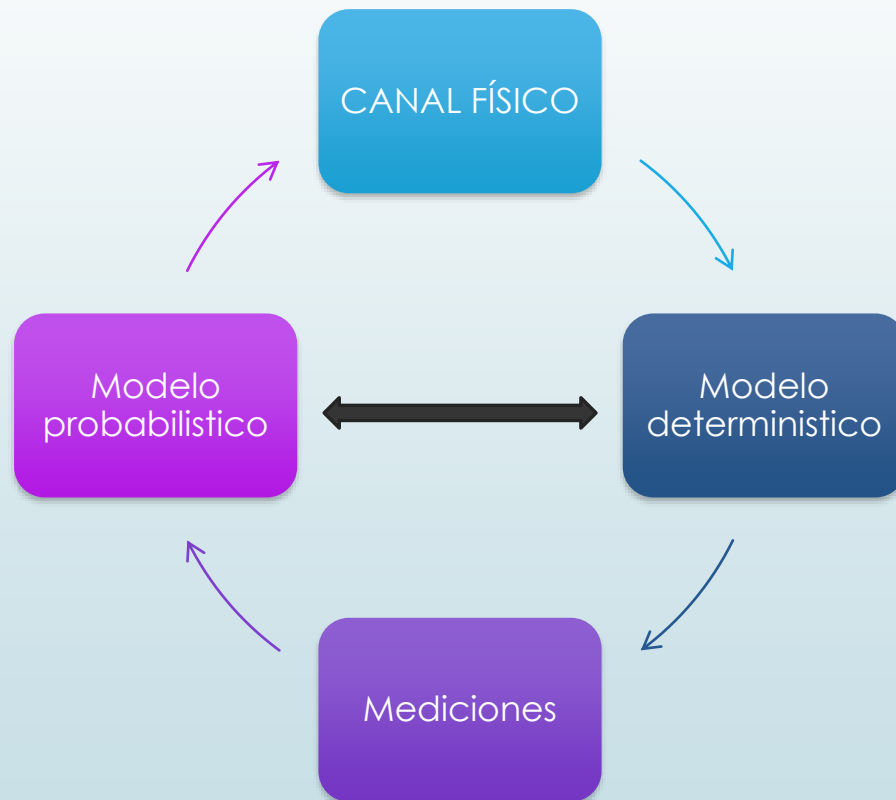 CANAL FÍSICO
Modelo
probabilistico
Modelo
deterministico
Mediciones